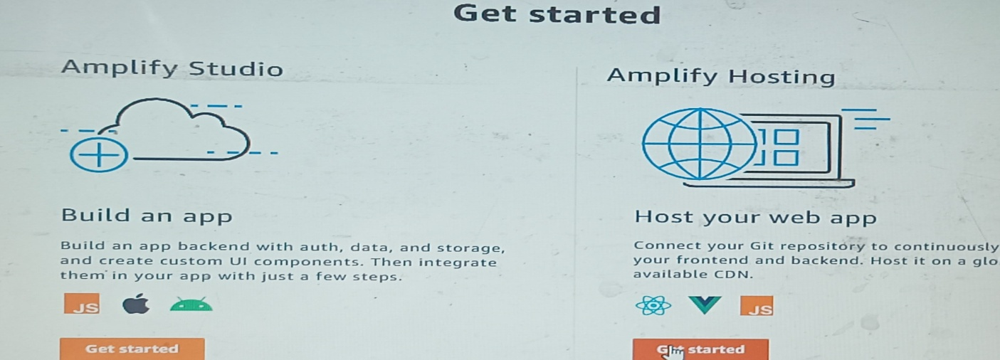 Get started
Amplify Studio
Build an app
Build an app backend with auth, data, and storage,
and create custom UI components. Then integrate
them in your app with just a few steps.
JS
Get started
Amplify Hosting
Host your web app
Connect your Git repository to continuously
your frontend and backend. Host it on a glo
available CDN.
JS
Get started